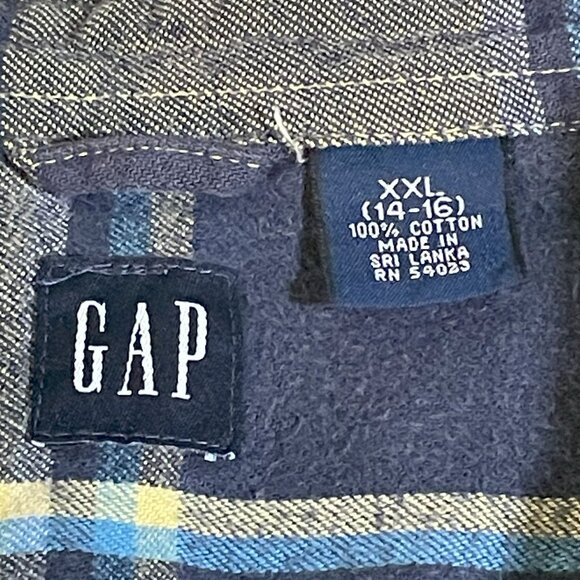 GAP
XXL
(14-16)
100% COTTON
MADE IN
SRI LANKA
RN 54023